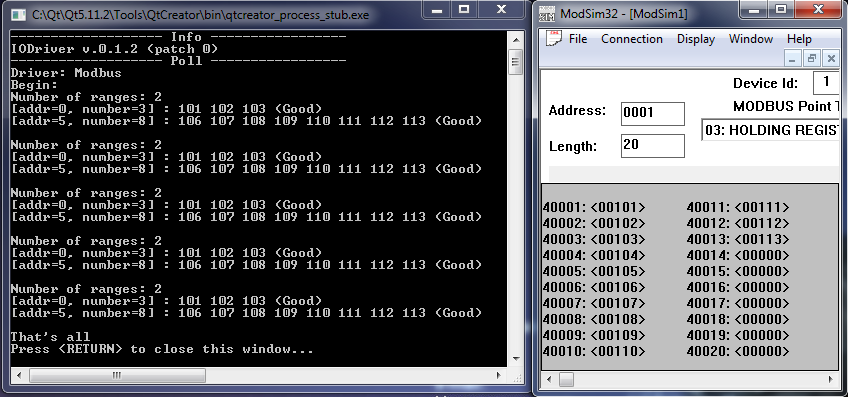 C:\Qt\Qt5.11.2\Tools\QtCreator\bin\qtcreator_process_stub.exe
-------------------- Info ------------------
IODriver v.0.1.2 (patch 0)
-------------------- Poll ------------------
Driver: Modbus
Begin:
Number of ranges: 2
[addr=0, number=3] : 101 102 103 (Good)
[addr=5, number=8] : 106 107 108 109 110 111 112 113 (Good)
Number of ranges: 2
[addr=0, number=3] : 101 102 103 (Good)
[addr=5, number=8] : 106 107 108 109 110 111 112 113 (Good)
Number of ranges: 2
[addr=0, number=3] : 101 102 103 (Good)
[addr=5, number=8] : 106 107 108 109 110 111 112 113 (Good)
Number of ranges: 2
[addr=0, number=3] : 101 102 103 (Good)
[addr=5, number=8] : 106 107 108 109 110 111 112 113 (Good)
Number of ranges: 2
[addr=0, number=3] : 101 102 103 (Good)
[addr=5, number=8] : 106 107 108 109 110 111 112 113 (Good)
That's all
Press <RETURN> to close this window...
ModSim32 - [ModSim1]
File Connection Display Window Help
Device Id: 1
Address: 0001
MODBUS Point T
03: HOLDING REGIST
Length: 20
40001: <00101> 40011: <00111>
40002: <00102> 40012: <00112>
40003: <00103> 40013: <00113>
40004: <00104> 40014: <00000>
40005: <00105> 40015: <00000>
40006: <00106> 40016: <00000>
40007: <00107> 40017: <00000>
40008: <00108> 40018: <00000>
40009: <00109> 40019: <00000>
40010: <00110> 40020: <00000>